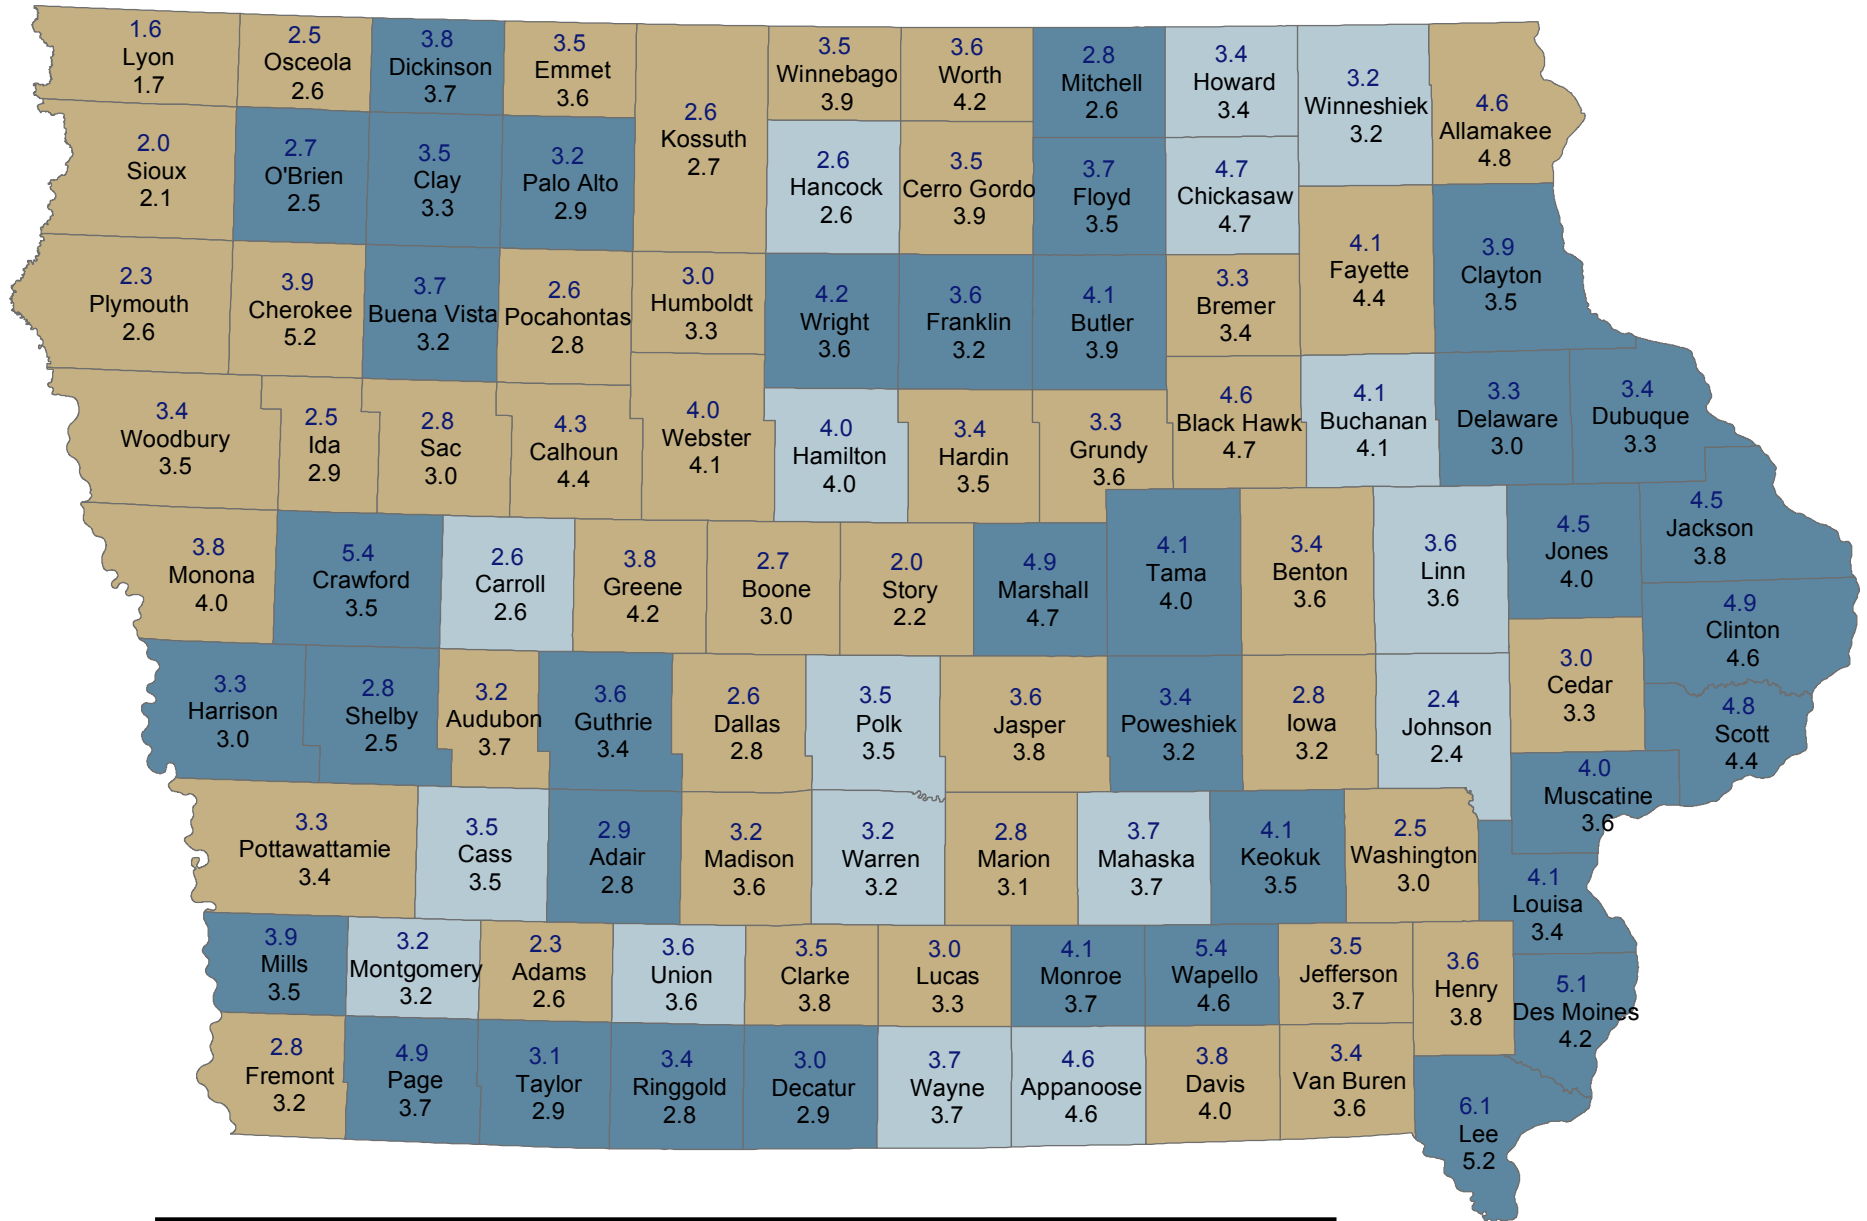 1.6
Lyon
1.7
2.5
Osceola
2.6
3.8
Dickinson
3.7
3.5
Emmet
3.6
2.6
Kossuth
2.7
3.5
Winnebago
3.9
3.6
Worth
4.2
2.8
Mitchell
2.6
3.4
Howard
3.4
3.2
Winneshiek
3.2
4.6
Allamakee
4.8
2.0
Sioux
2.1
2.7
O'Brien
2.5
3.5
Clay
3.3
3.2
Palo Alto
2.9
2.6
Hancock
2.6
3.5
Cerro Gordo
3.9
3.7
Floyd
3.5
4.7
Chickasaw
4.7
4.1
Fayette
4.4
3.9
Clayton
3.5
2.3
Plymouth
2.6
3.9
Cherokee
5.2
3.7
Buena Vista
3.2
2.6
Pocahontas
2.8
3.0
Humboldt
3.3
4.2
Wright
3.6
3.6
Franklin
3.2
4.1
Butler
3.9
3.3
Bremer
3.4
3.4
Woodbury
3.5
2.5
Ida
2.9
2.8
Sac
3.0
4.3
Calhoun
4.4
4.0
Webster
4.1
4.0
Hamilton
4.0
3.4
Hardin
3.5
3.3
Grundy
3.6
4.6
Black Hawk
4.7
4.1
Buchanan
4.1
3.3
Delaware
3.0
3.4
Dubuque
3.3
3.8
Monona
4.0
5.4
Crawford
3.5
2.6
Carroll
2.6
3.8
Greene
4.2
2.7
Boone
3.0
2.0
Story
2.2
4.9
Marshall
4.7
4.1
Tama
4.0
3.4
Benton
3.6
3.6
Linn
3.6
4.5
Jones
4.0
4.5
Jackson
3.8
4.9
Clinton
4.6
3.3
Harrison
3.0
2.8
Shelby
2.5
3.2
Audubon
3.7
3.6
Guthrie
3.4
2.6
Dallas
2.8
3.5
Polk
3.5
3.6
Jasper
3.8
3.4
Poweshiek
3.2
2.8
Iowa
3.2
2.4
Johnson
2.4
3.0
Cedar
3.3
4.8
Scott
4.4
4.0
Muscatine
3.6
3.3
Pottawattamie
3.4
3.5
Cass
3.5
2.9
Adair
2.8
3.2
Madison
3.6
3.2
Warren
3.2
2.8
Marion
3.1
3.7
Mahaska
3.7
4.1
Keokuk
3.5
2.5
Washington
3.0
4.1
Louisa
3.4
3.9
Mills
3.5
3.2
Montgomery
3.2
2.3
Adams
2.6
3.6
Union
3.6
3.5
Clarke
3.8
3.0
Lucas
3.3
4.1
Monroe
3.7
5.4
Wapello
4.6
3.5
Jefferson
3.7
3.6
Henry
3.8
5.1
Des Moines
4.2
2.8
Fremont
3.2
4.9
Page
3.7
3.1
Taylor
2.9
3.4
Ringgold
2.8
3.0
Decatur
2.9
3.7
Wayne
3.7
4.6
Appanoose
4.6
3.8
Davis
4.0
3.4
Van Buren
3.6
6.1
Lee
5.2